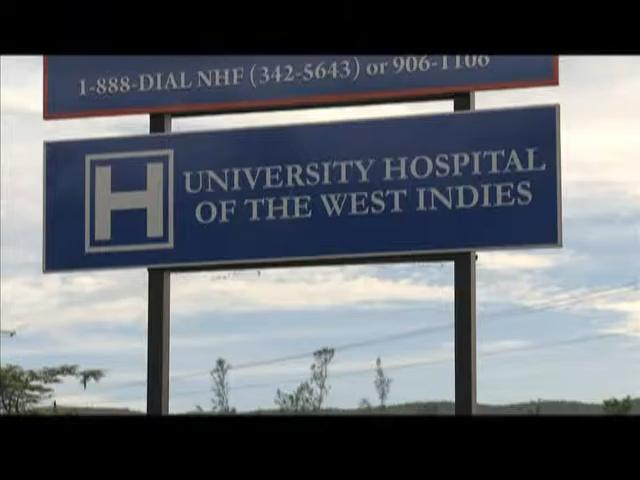 1-888-DIAL NHF (342-5643) or 906-1106
H
UNIVERSITY HOSPITAL
OF THE WEST INDIES